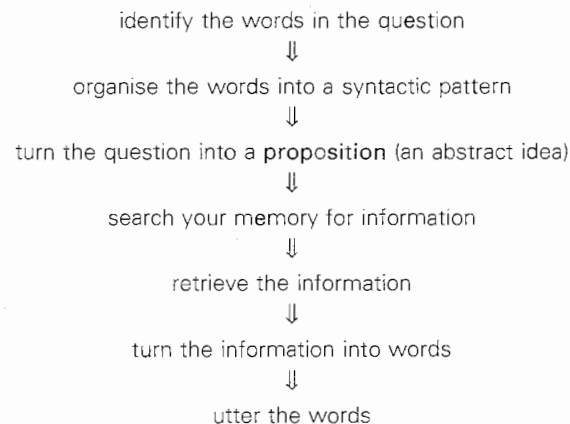 identify the words in the question
⇓
organise the words into a syntactic pattern
⇓
turn the question into a proposition (an abstract idea)
⇓
search your memory for information
⇓
retrieve the information
⇓
turn the information into words
⇓
utter the words